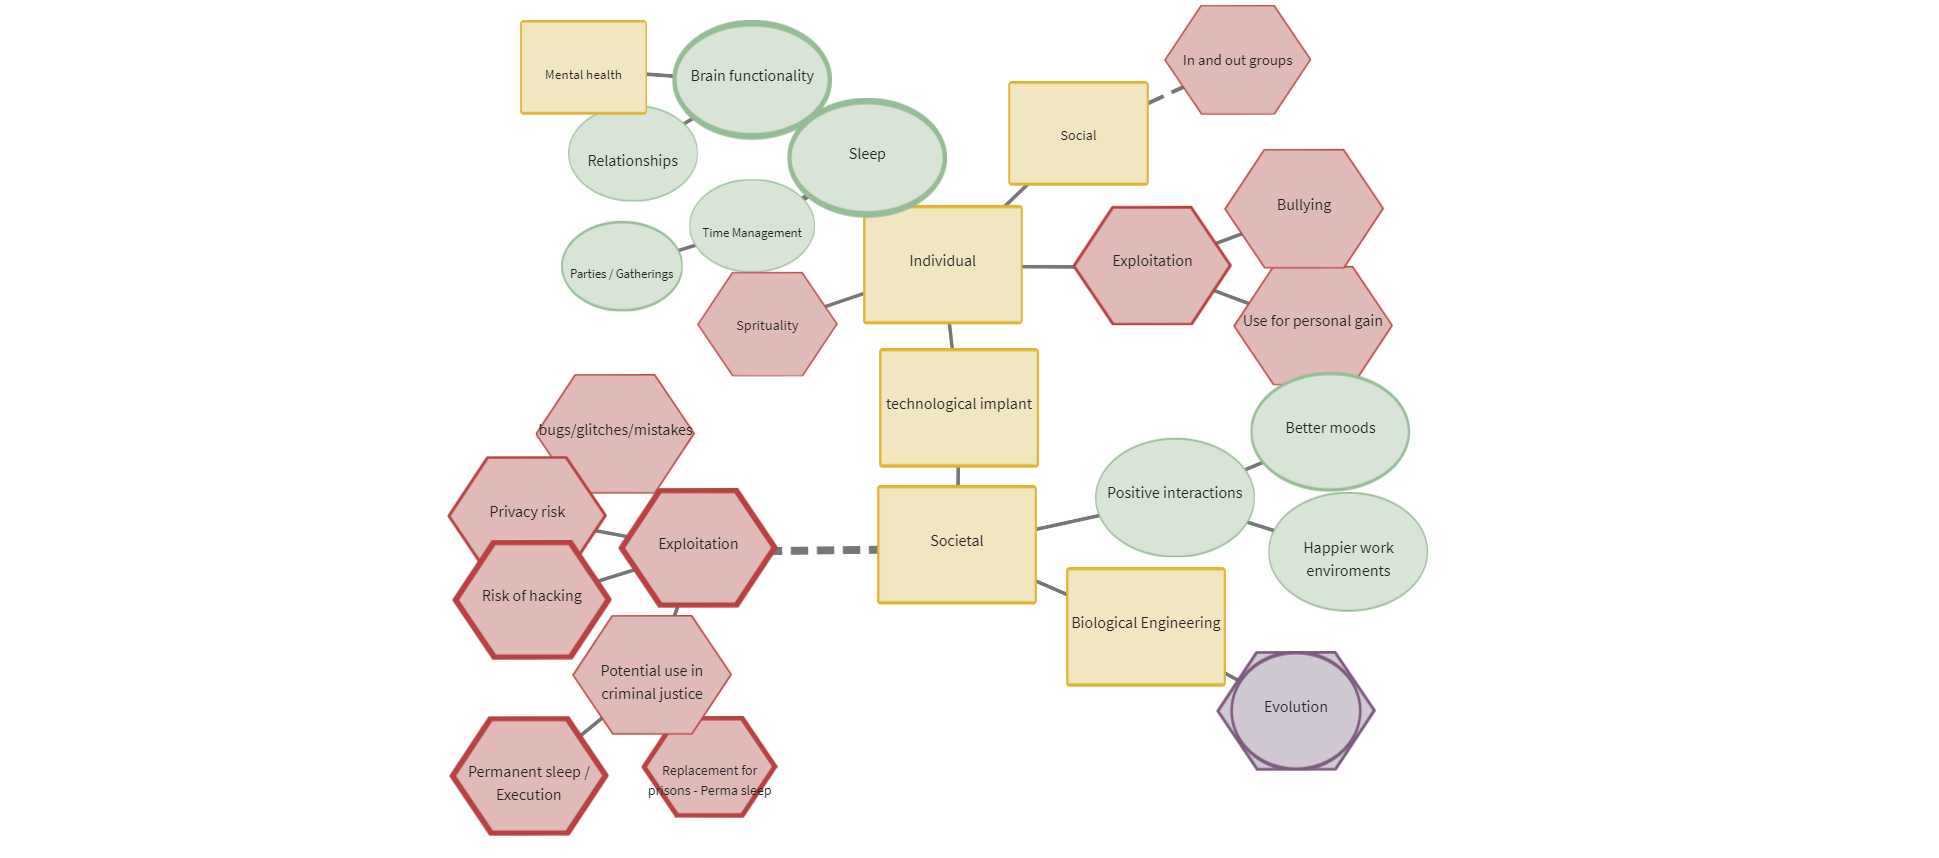 In and out groups
Mental health
Brain functionality
Social
Sleep
Relationships
Bullying
Time Management
Individual
Exploitation
Parties / Gatherings
Sprituality
Use for personal gain
technological implant
bugs/glitches/mistakes
Better moods
Positive interactions
Privacy risk
Exploitation
Societal
Happier work
enviroments
Risk of hacking
Biological Engineering
Potential use in
criminal justice
Evolution
Permanent sleep /
Execution
Replacement for
prisons - Perma sleep